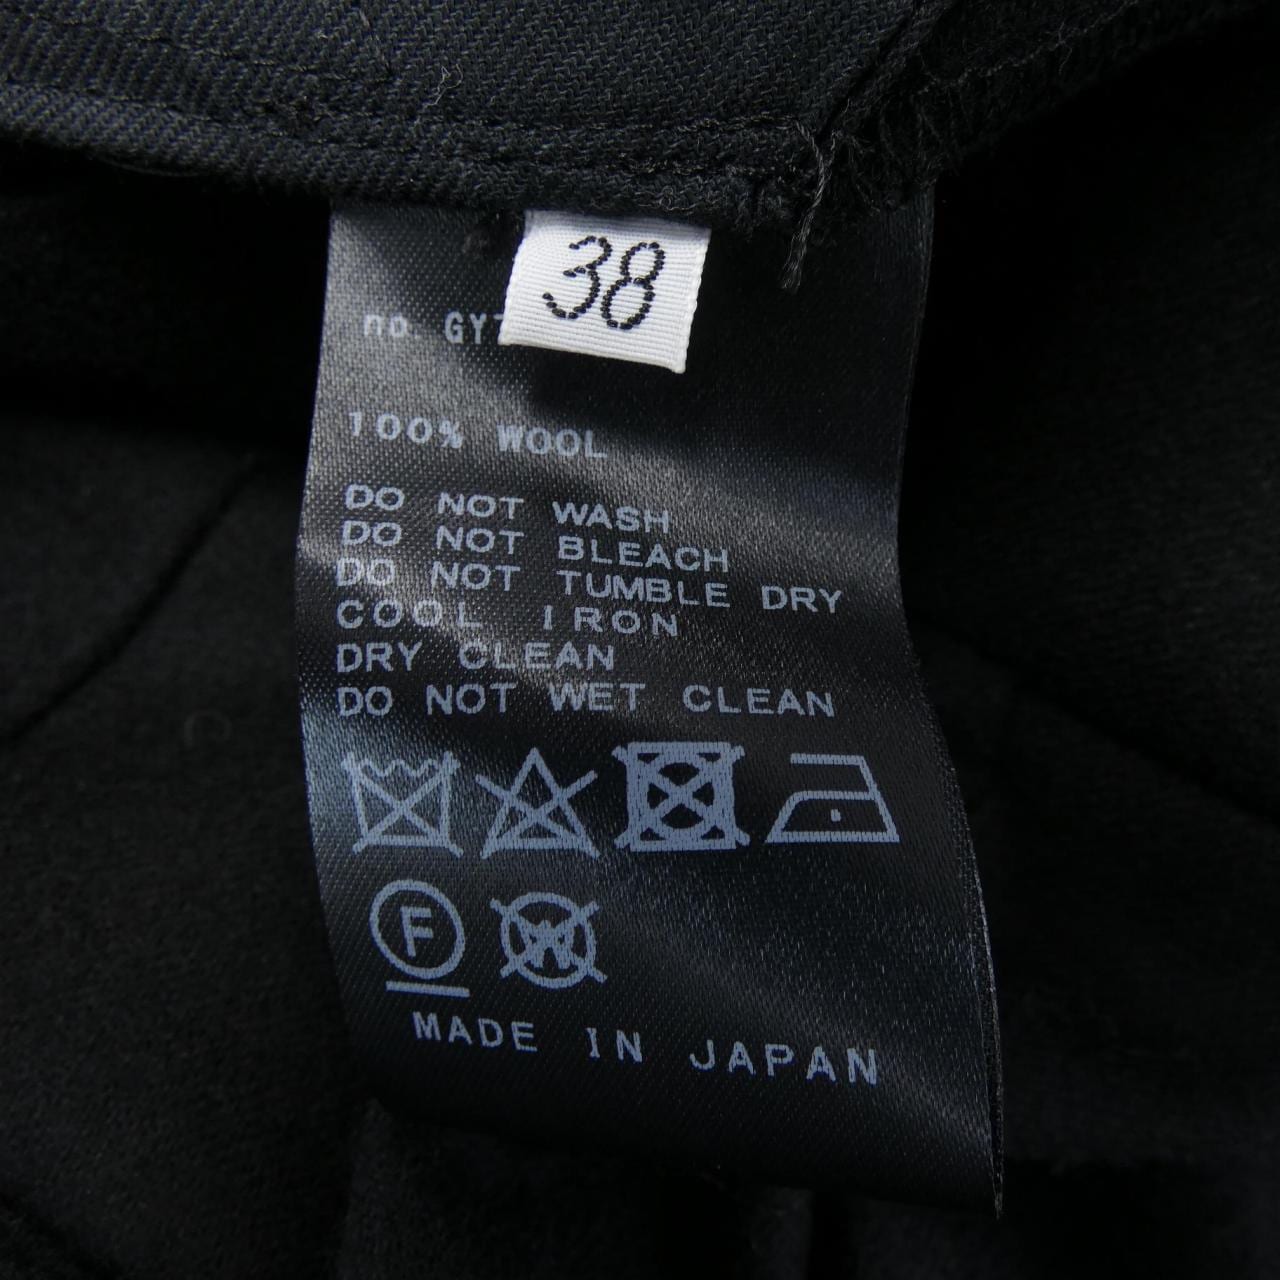 38
no. GY
100% WOOL
DO NOT WASH
DO NOT BLEACH
DO NOT TUMBLE DRY
COOL IRON
DRY CLEAN
DO NOT WET CLEAN
F W
MADE IN JAPAN